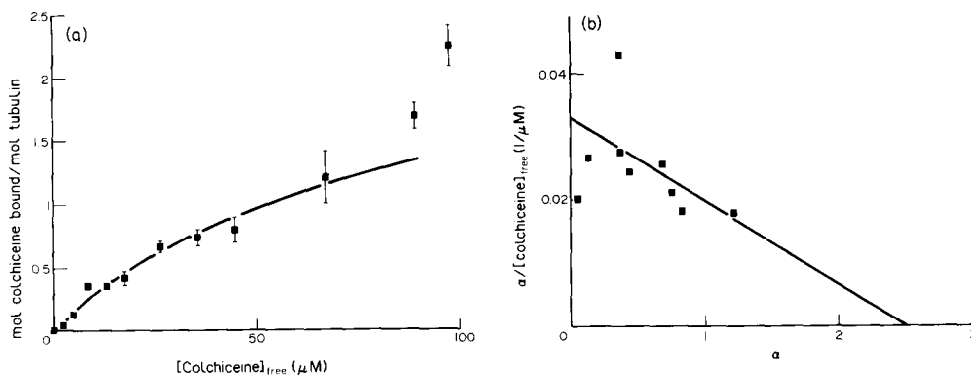 (a)
2.5
2
1.5
1
0.5
0
50
100
mol colchiceine bound/mol tubulin
[Colchiceine]free (μM)
(b)
0.04
0.02
0
1
2
α/[colchiceine]free (1/μM)
α